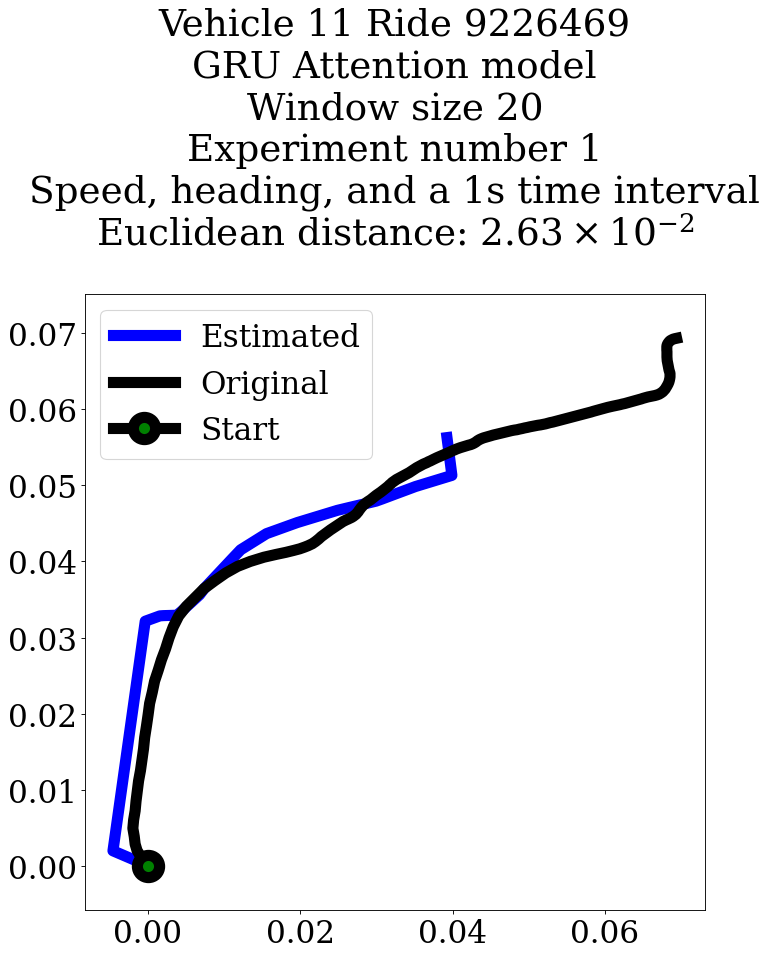 Vehicle 11 Ride 9226469
GRU Attention model
Window size 20
Experiment number 1
Speed, heading, and a 1s time interval
Euclidean distance: 2.63 × 10⁻²
Estimated
Original
Start
0.07
0.06
0.05
0.04
0.03
0.02
0.01
0.00
0.00 0.02 0.04 0.06